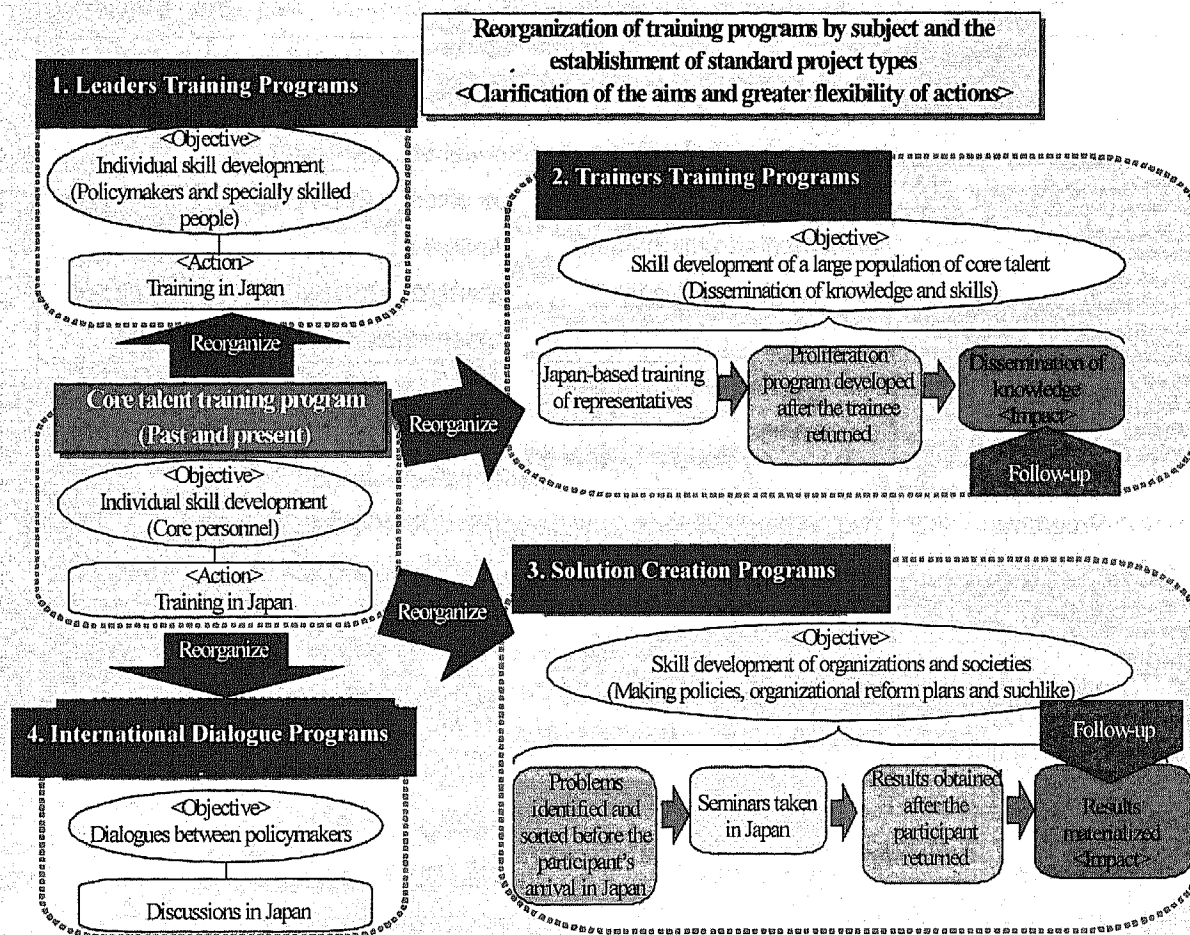 Reorganization of training programs by subject and the
establishment of standard project types
<Clarification of the aims and greater flexibility of actions>
1. Leaders Training Programs
<Objective>
Individual skill development
(Policymakers and specially skilled
people)
<Action>
Training in Japan
Reorganize
Core talent training program
(Past and present)
<Objective>
Individual skill development
(Core personnel)
<Action>
Training in Japan
Reorganize
Reorganize
Reorganize
2. Trainers Training Programs
<Objective>
Skill development of a large population of core talent
(Dissemination of knowledge and skills)
Japan-based training
of representatives
Proliferation
program developed
after the trainee
returned
Dissemination of
knowledge
<Impact>
Follow-up
3. Solution Creation Programs
<Objective>
Skill development of organizations and societies
(Making policies, organizational reform plans and suchlike)
Follow-up
Problems
identified and
sorted before the
participant's
arrival in Japan
Seminars taken
in Japan
Results obtained
after the
participant
returned
Results
materialized
<Impact>
4. International Dialogue Programs
<Objective>
Dialogues between policymakers
Discussions in Japan